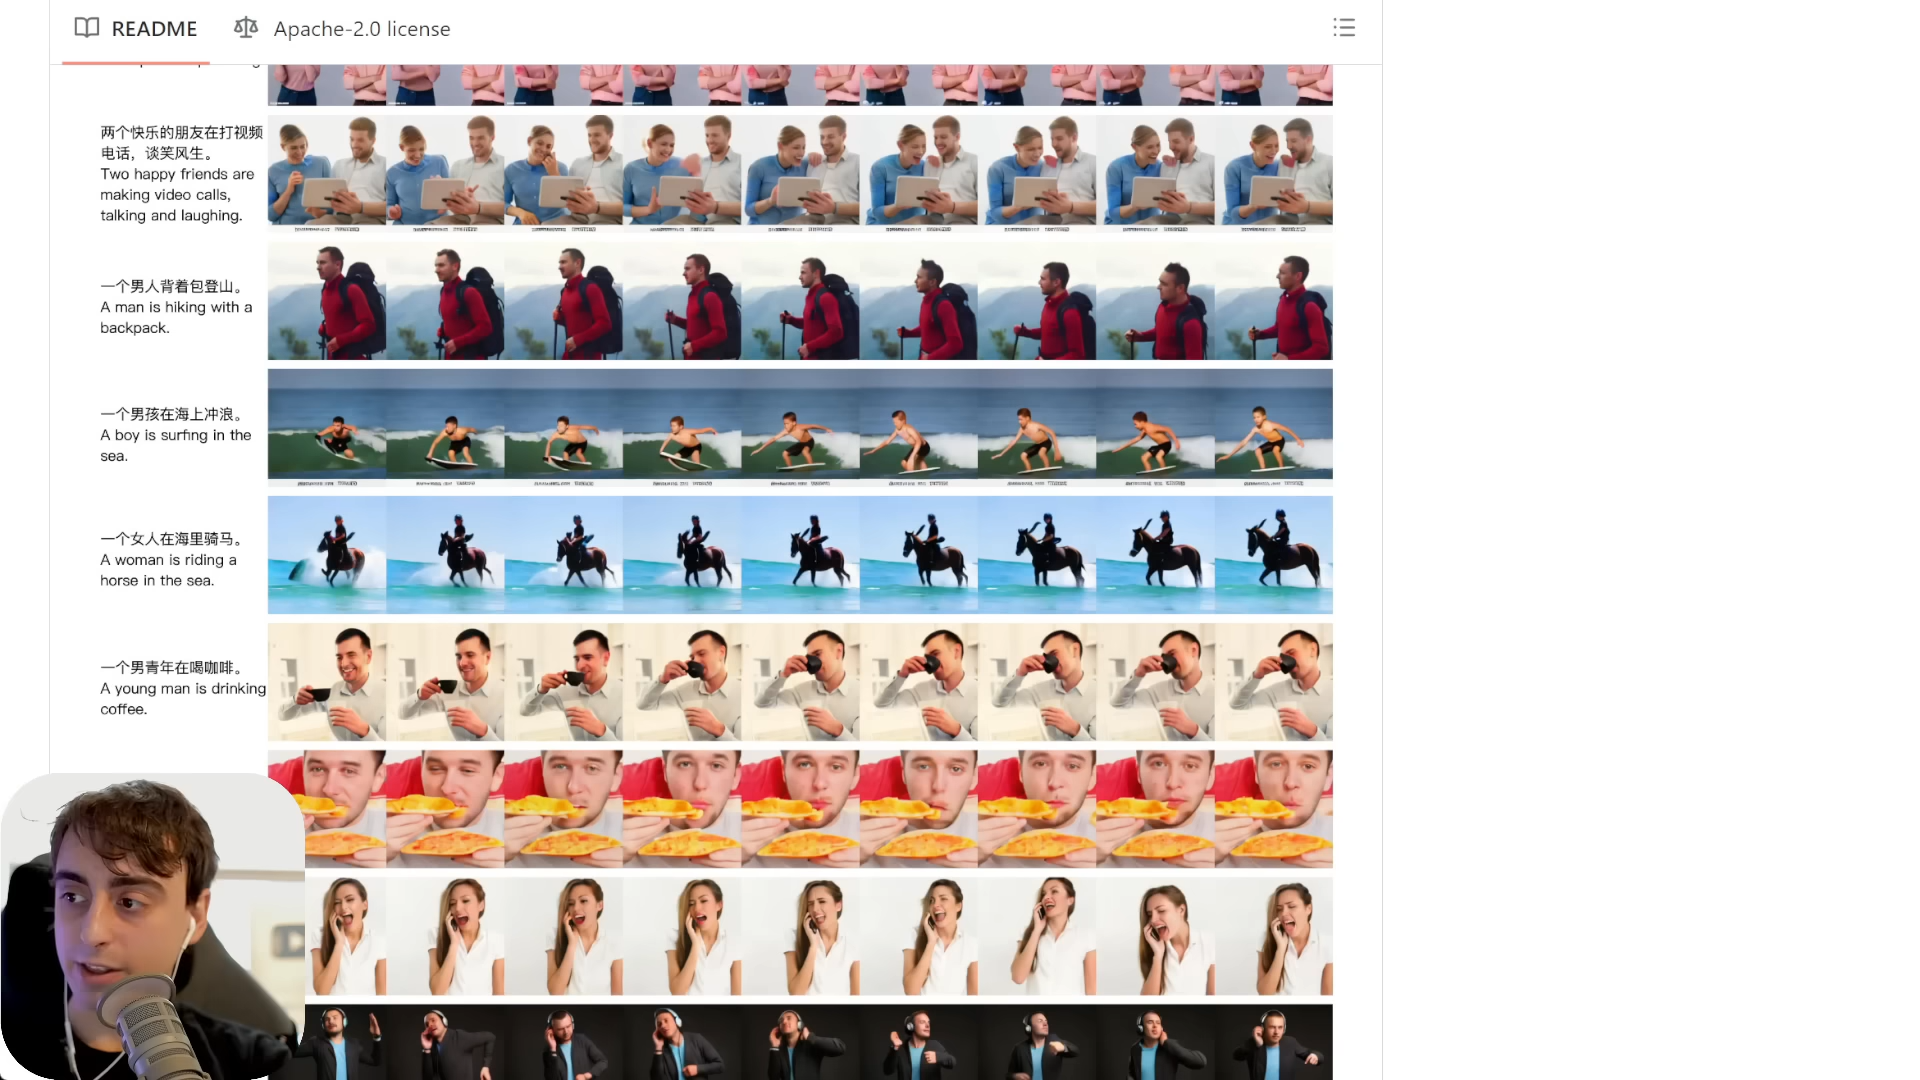 README
Apache-2.0 license
两个快乐的朋友在打视频
电话，谈笑风生。
Two happy friends are
making video calls,
talking and laughing.
一个男人背着包登山。
A man is hiking with a
backpack.
一个男孩在海上冲浪。
A boy is surfing in the
sea.
一个女人在海里骑马。
A woman is riding a
horse in the sea.
一个男青年在喝咖啡。
A young man is drinking
coffee.